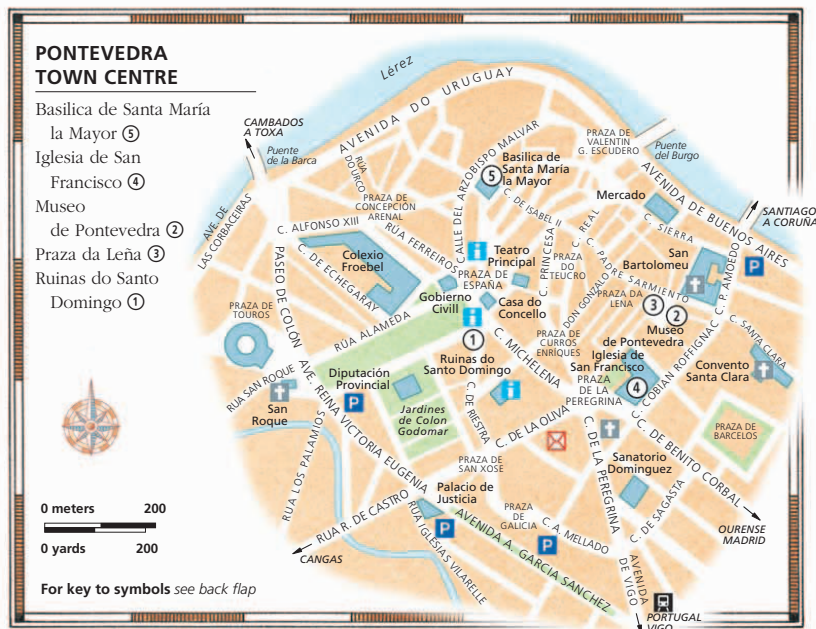 PONTEVEDRA
TOWN CENTRE
Basilica de Santa María
la Mayor ⑤
Iglesia de San
Francisco ④
Museo
de Pontevedra ②
Praza da Leña ③
Ruinas do Santo
Domingo ①
Lérez
AVENIDA DO URUGUAY
CAMBADOS
A TOXA
Puente
de la Barca
RÚA
DOURCO
CALLE DEL ARZOBISPO MALVAR
⑤
Basilica de
Santa María
la Mayor
PRAZA DE
VALENTIN
G. ESCUDERO
Puente
del Burgo
AVENIDA DE BUENOS AIRES
SANTIAGO
A CORUÑA
AVE. DE
LAS CORBACEIRAS
PRAZA DE
CONCEPCIÓN
ARENAL
C. ALFONSO XIII
RÚA FERREIROS
C. DE ISABEL II
C. REAL
Mercado
C. SIERRA
PASEO DE COLÓN
C. DE ECHEGARAY
Colexio
Froebel
i
Teatro
Principal
PRAZA DE
ESPAÑA
C. PRINCESA
PRAZA
DO
TEUCRO
C. PADRE SARMIENTO
San
Bartolomeu
C. P. AMOEDO
P
PRAZA DE
TOUROS
RÚA ALAMEDA
Gobierno
Civill
Casa do
Concello
DON GONZALO
PRAZA DA
LENA
③
②
Museo
de Pontevedra
i
①
Ruinas do
Santo Domingo
C. MICHELENA
PRAZA DE
CURROS
ENRÍQUES
Iglesia de
San Francisco
④
COBIAN ROFFIGNAC
C. SANTA CLARA
Convento
Santa Clara
RUA SAN ROQUE
San
Roque
Diputación
Provincial
P
AVE. REINA VICTORIA EUGENIA
Jardines
de Colon
Godomar
C. DE RIESTRA
i
PRAZA
DE LA
PEREGRINA
C. DE LA OLIVA
C. DE BENITO CORBAL
PRAZA DE
BARCELOS
RUA LOS PALAMIOS
PRAZA DE
SAN XOSE
C. DE LA PEREGRINA
Sanatorio
Dominguez
Palacio de
Justicia
0 meters 200
0 yards 200
RUA R. DE CASTRO
CANGAS
P
RUA IGLESIAS VILARELLE
AVENIDA A. GARCIA SANCHEZ
PRAZA
DE
GALICIA
P
C. A. MELLADO
C. DE SAGASTA
OURENSE
MADRID
AVENIDA
DE VIGO
PORTUGAL
VIGO
For key to symbols see back flap